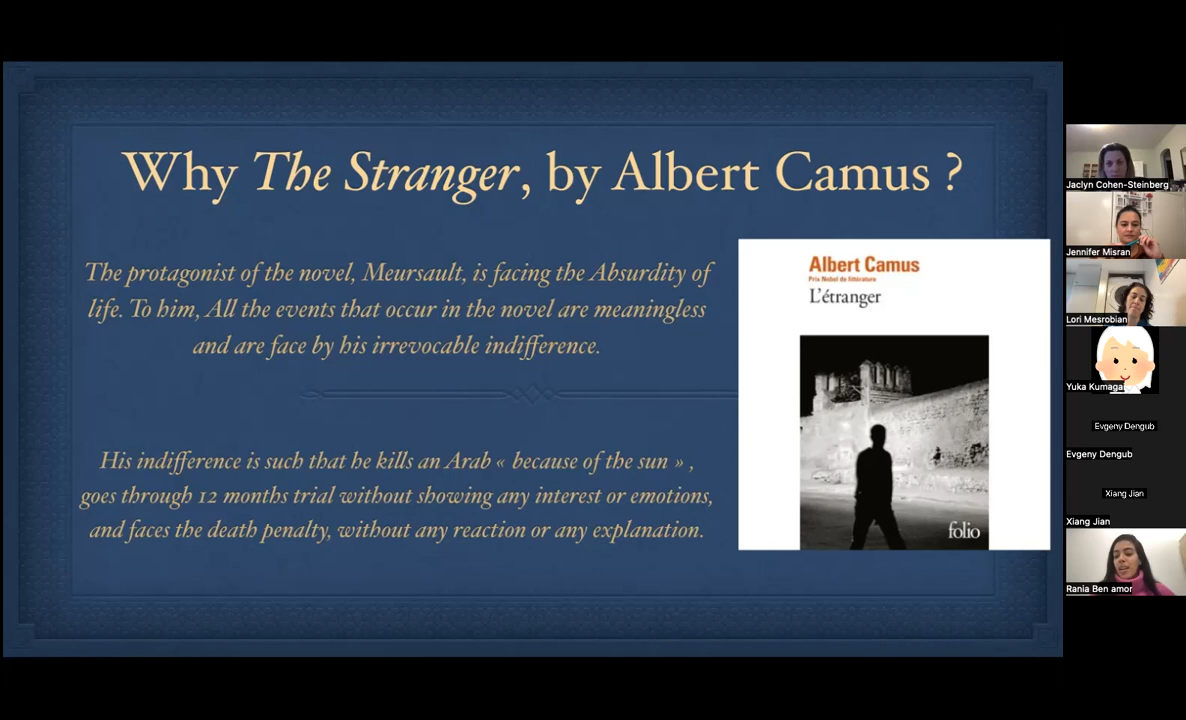 Why The Stranger, by Albert Camus ?
The protagonist of the novel, Meursault, is facing the Absurdity of
life. To him, All the events that occur in the novel are meaningless
and are face by his irrevocable indifference.
His indifference is such that he kills an Arab « because of the sun » ,
goes through 12 months trial without showing any interest or emotions,
and faces the death penalty, without any reaction or any explanation.
Albert Camus
Prix Nobel de littérature
L'étranger
folio
Jaclyn Cohen-Steinberg
Jennifer Misran
Lori Mesrobian
Yuka Kumaga
Evgeny Dengub
Evgeny Dengub
Xiang Jian
Xiang Jian
Rania Ben amor